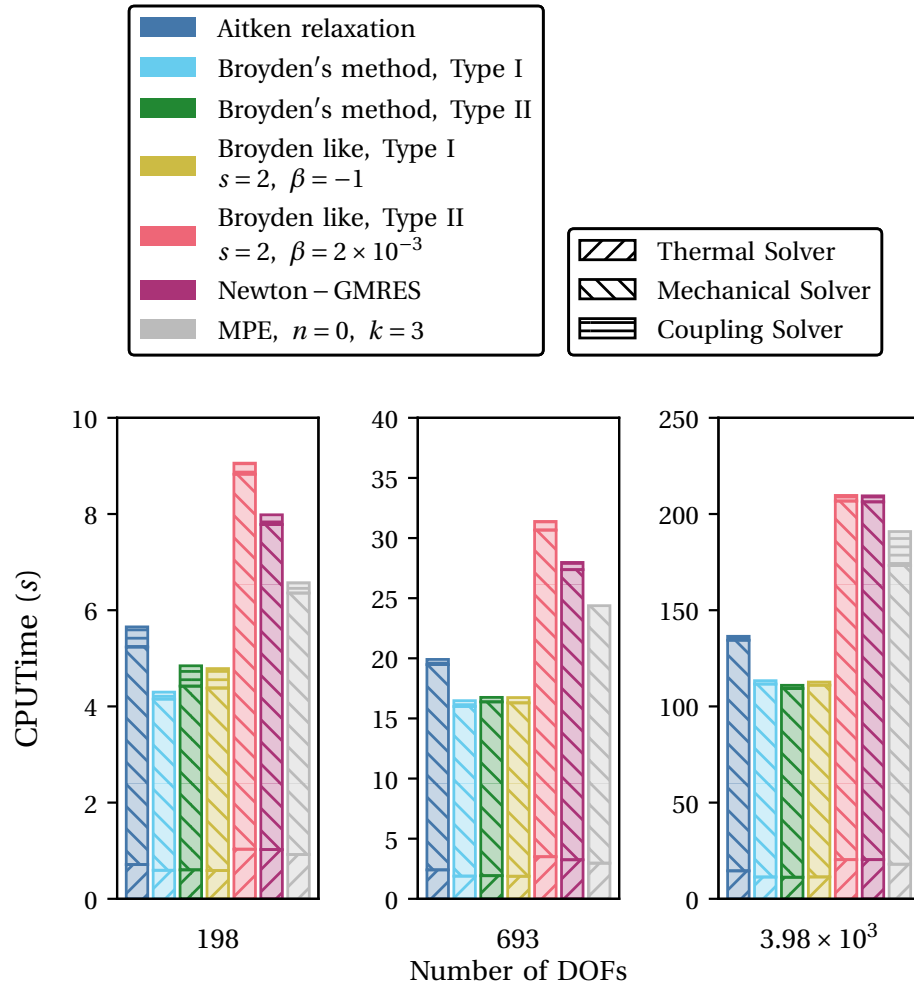 Aitken relaxation
Broyden's method, Type I
Broyden's method, Type II
Broyden like, Type I
s = 2, β = −1
Broyden like, Type II
s = 2, β = 2 × 10⁻³
Newton – GMRES
MPE, n = 0, k = 3
Thermal Solver
Mechanical Solver
Coupling Solver
CPUTime (s)
10
8
6
4
2
0
198
40
35
30
25
20
15
10
5
0
693
250
200
150
100
50
0
3.98 × 10³
Number of DOFs